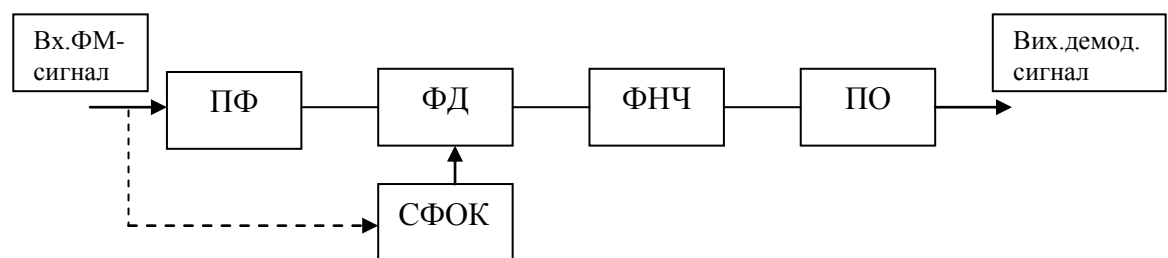 Вх.ФМ-
сигнал
ПФ
ФД
ФНЧ
ПО
Вих.демод.
сигнал
СФОК